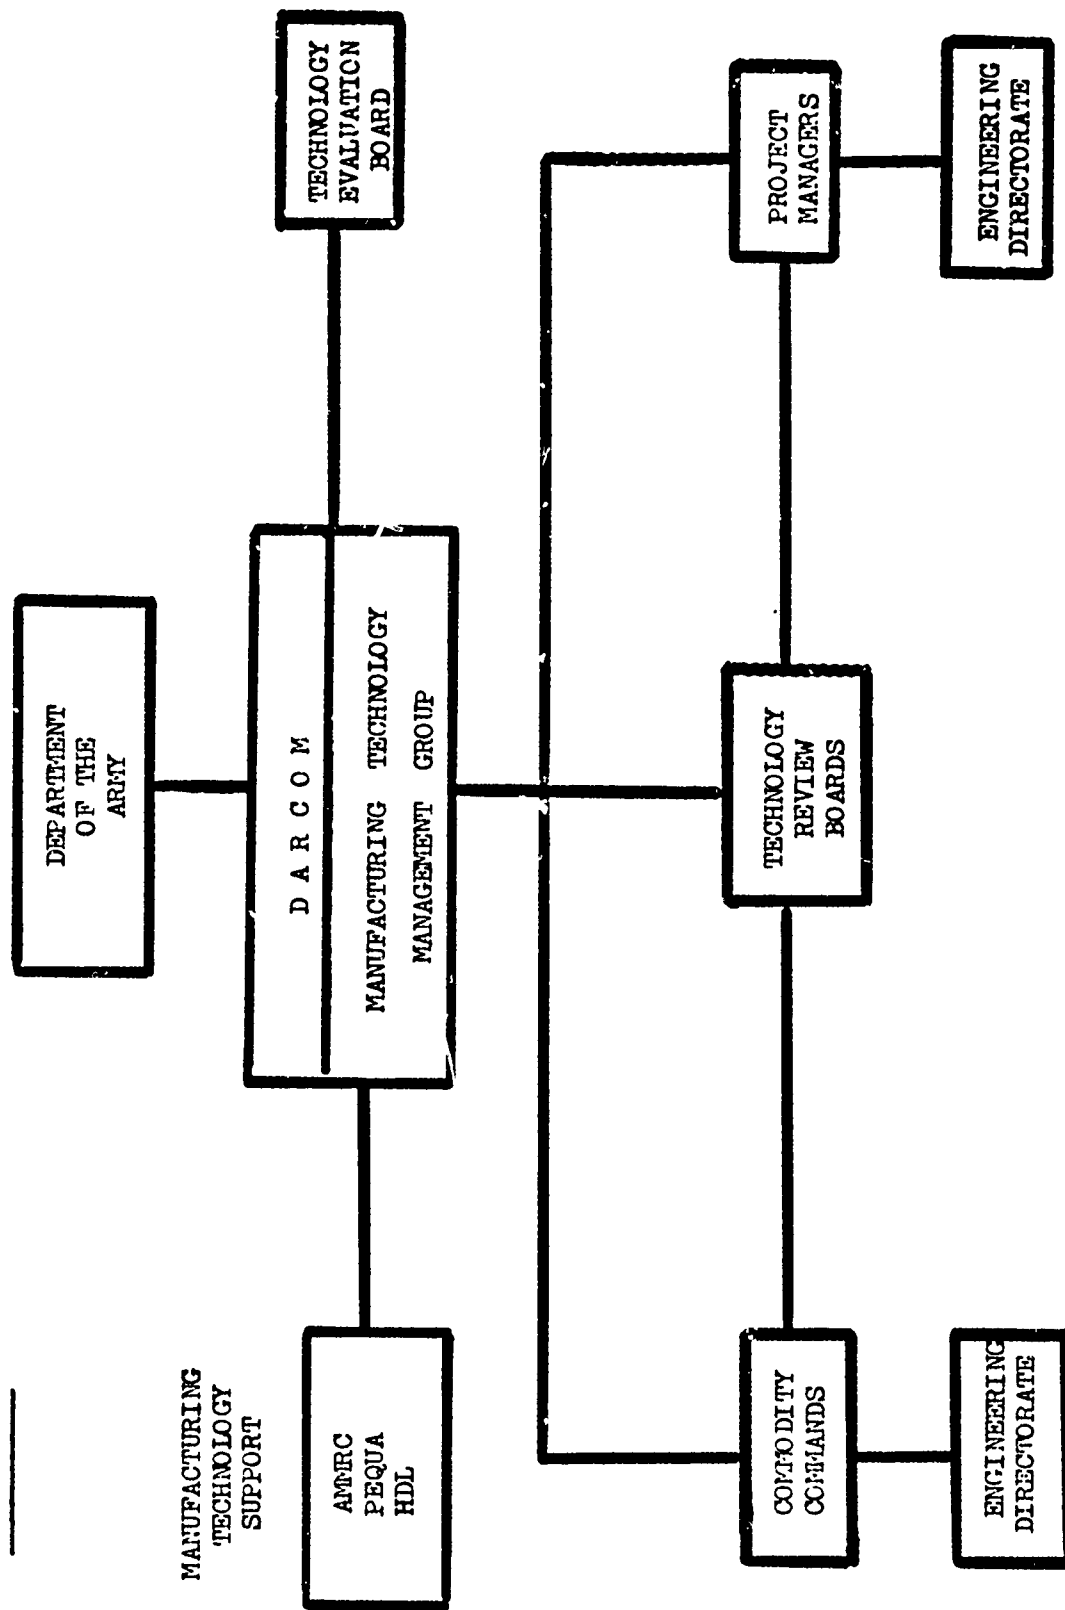 DEPARTMENT
OF THE
ARMY
MANUFACTURING
TECHNOLOGY
SUPPORT
AMMRC
PEQUA
HDL
D A R C O M
MANUFACTURING TECHNOLOGY
MANAGEMENT GROUP
TECHNOLOGY
EVALUATION
BOARD
COMMODITY
COMMANDS
TECHNOLOGY
REVIEW
BOARDS
PROJECT
MANAGERS
ENGINEERING
DIRECTORATE
ENGINEERING
DIRECTORATE